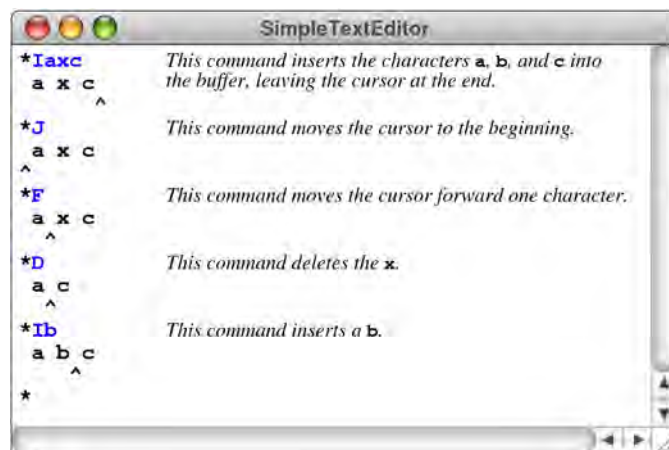 SimpleTextEditor
*Iaxc This command inserts the characters a, b, and c into
a x c the buffer, leaving the cursor at the end.
^
*J This command moves the cursor to the beginning.
a x c
^
*F This command moves the cursor forward one character.
a x c
^
*D This command deletes the x.
a c
^
*Ib This command inserts a b.
a b c
^
*